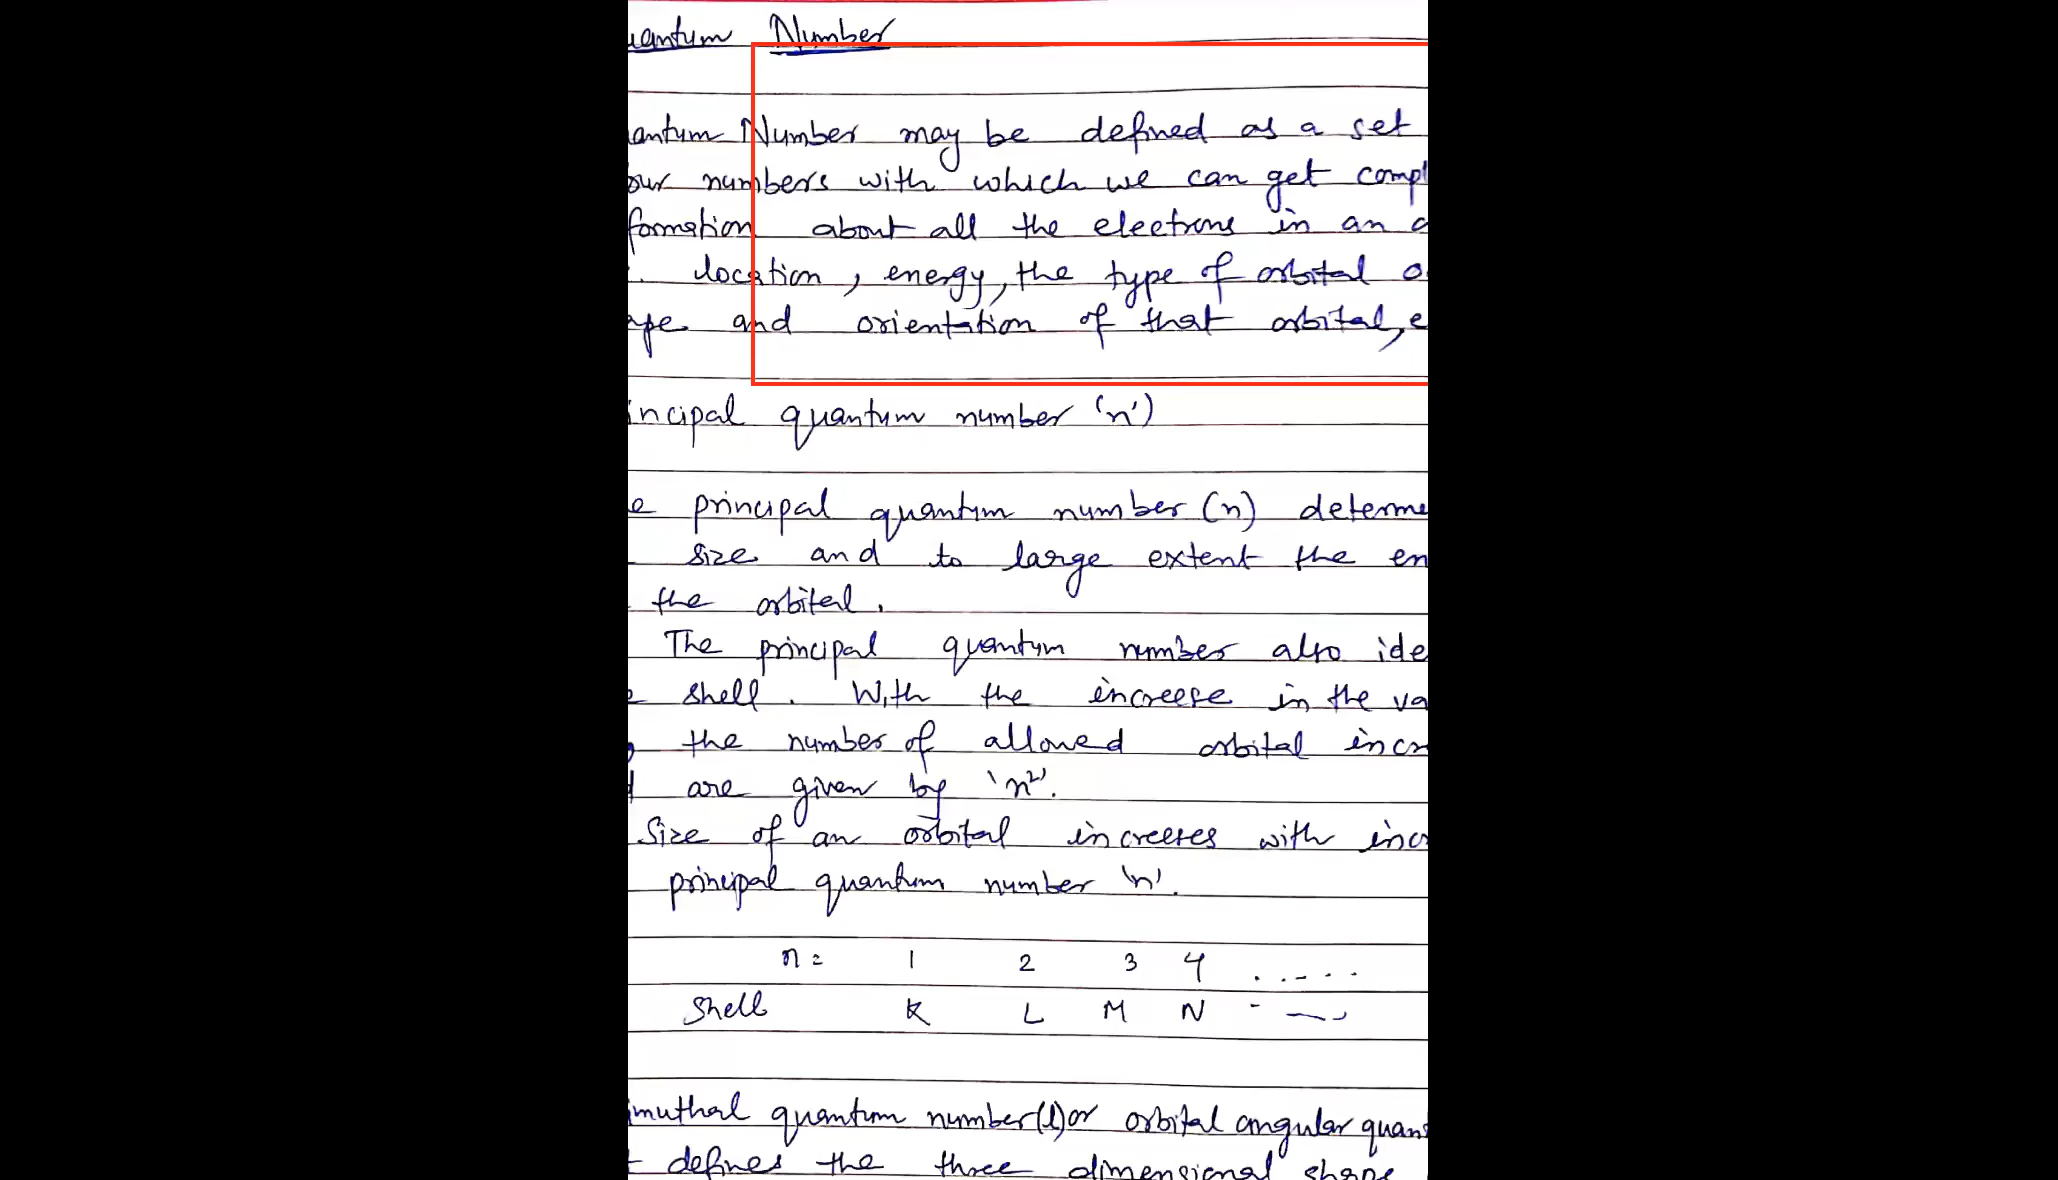 uantum Number
antum Number may be defined as a set
our numbers with which we can get compl
formation about all the electrons in an a
. location, energy, the type of orbital o
ape and orientation of that orbital, e
incipal quantum number 'n')
e principal quantum number (n) determe
size and to large extent the en
the orbital.
The principal quantum number also ide
shell. With the increese in the va
the number of allowed orbital incr
are given by 'n²'.
Size of an orbital increeses with incr
principal quantum number 'n'.
n = 1 2 3 4 .....
Shell K L M N - —
imuthal quantum number(l) or orbital angular quan
t defines the three dimensional shape